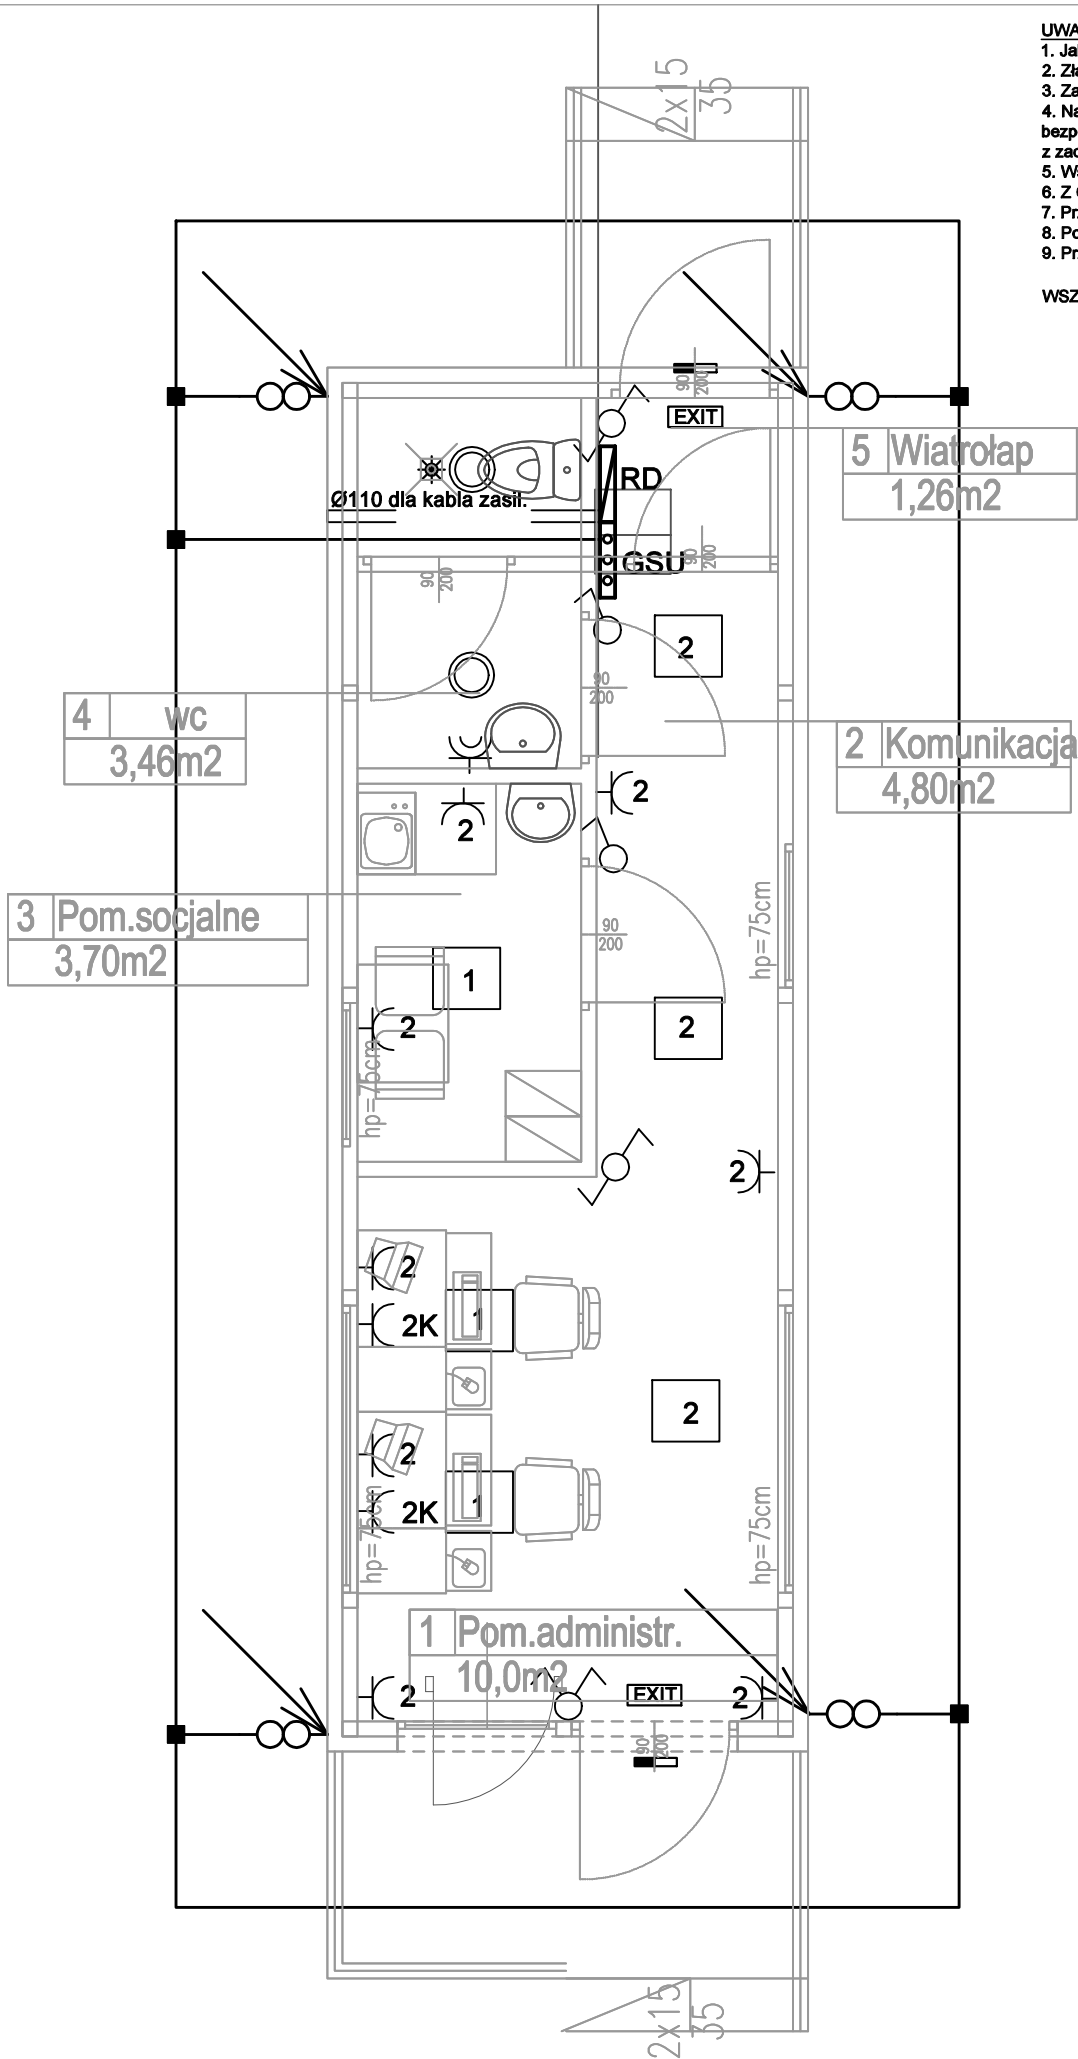 UWA
1. Ja
2. Zł
3. Za
4. Na
bezp
z zac
5. W
6. Z
7. Pr
8. Po
9. Pr
WSZ
2x15
35
90
200
EXIT
5 Wiatrołap
1,26m2
RD
Ø110 dla kabla zasil.
GSU
90
200
90
200
2
90
200
4 wc
3,46m2
2 Komunikacja
4,80m2
2
2
3 Pom.socjalne
3,70m2
90
200
hp=75cm
1
2
2
hp=75cm
2
2
2K
1
2
2
2K
1
hp=75cm
hp=75cm
1 Pom.administr.
10,0m2
2
EXIT
2
90
200
2x15
35